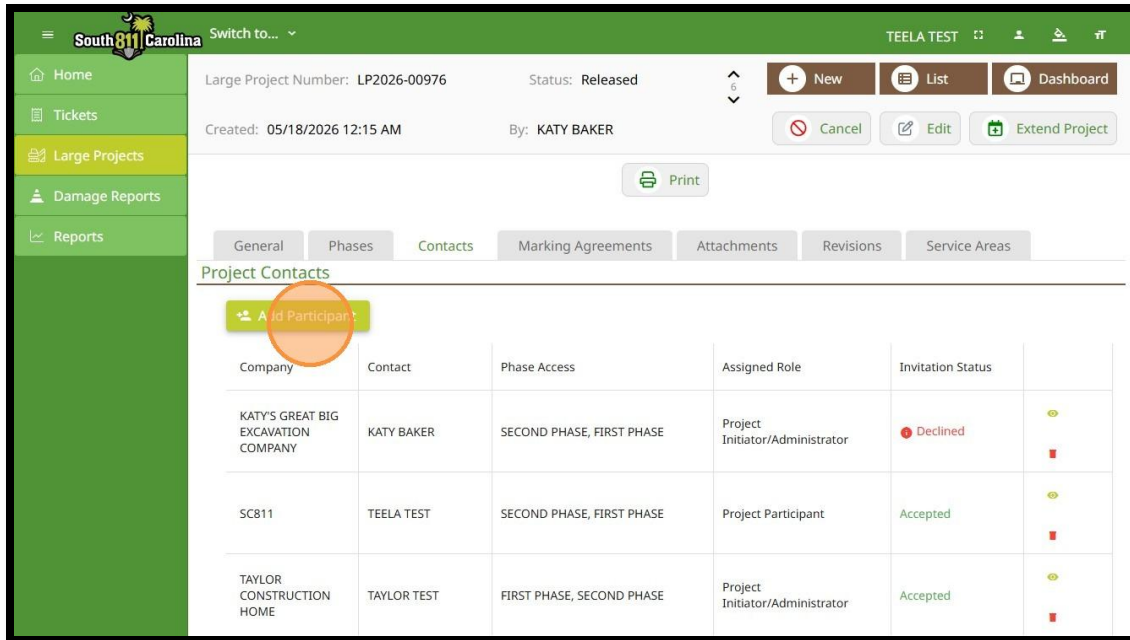 South 811 Carolina
Switch to...
TEELA TEST
Home
Tickets
Large Projects
Damage Reports
Reports
Large Project Number: LP2026-00976
Status: Released
6
New
List
Dashboard
Created: 05/18/2026 12:15 AM
By: KATY BAKER
Cancel
Edit
Extend Project
Print
General
Phases
Contacts
Marking Agreements
Attachments
Revisions
Service Areas
Project Contacts
Add Participant
Company
Contact
Phase Access
Assigned Role
Invitation Status
KATY'S GREAT BIG
EXCAVATION
COMPANY
KATY BAKER
SECOND PHASE, FIRST PHASE
Project
Initiator/Administrator
Declined
SC811
TEELA TEST
SECOND PHASE, FIRST PHASE
Project Participant
Accepted
TAYLOR
CONSTRUCTION
HOME
TAYLOR TEST
FIRST PHASE, SECOND PHASE
Project
Initiator/Administrator
Accepted